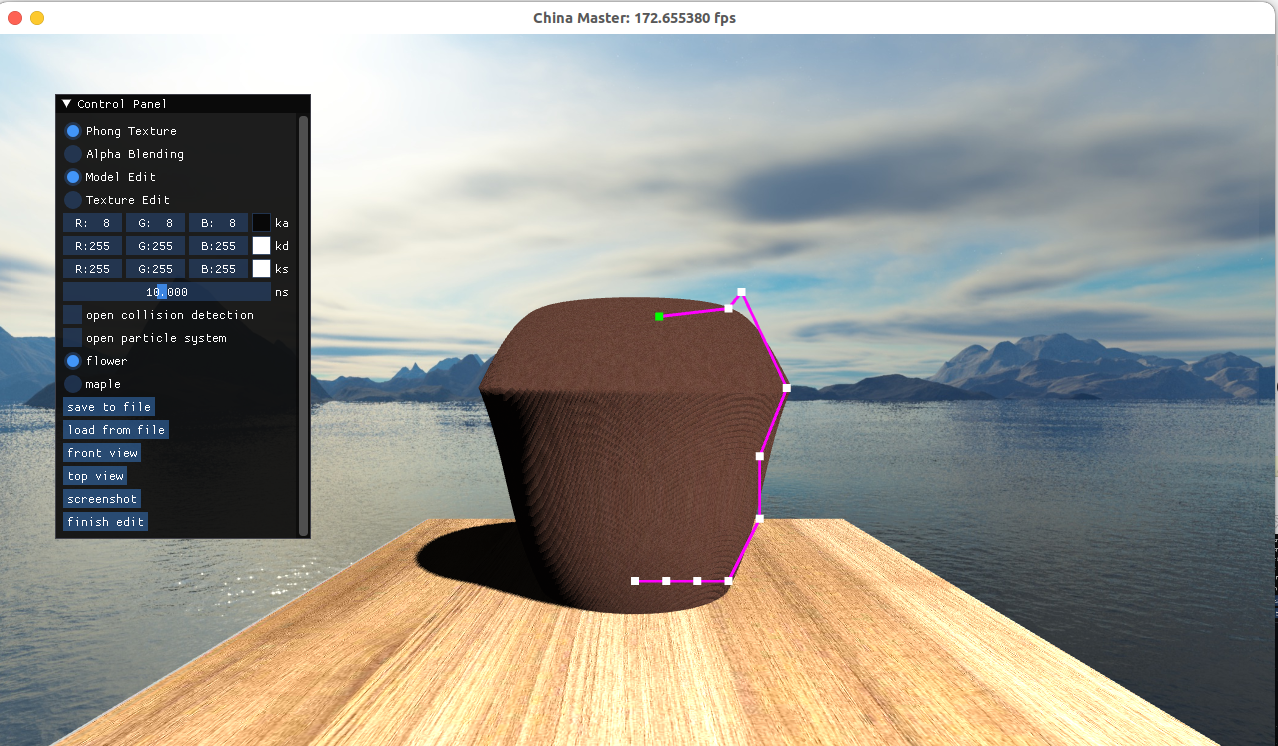 China Master: 172.655380 fps
Control Panel
Phong Texture
Alpha Blending
Model Edit
Texture Edit
R: 8 G: 8 B: 8 ka
R:255 G:255 B:255 kd
R:255 G:255 B:255 ks
10.000 ns
open collision detection
open particle system
flower
maple
save to file
load from file
front view
top view
screenshot
finish edit